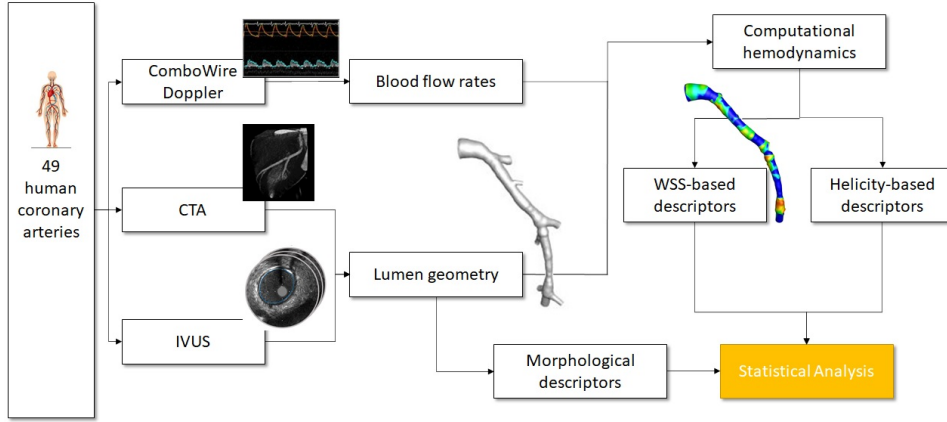 49
human
coronary
arteries
ComboWire
Doppler
Blood flow rates
Computational
hemodynamics
CTA
WSS-based
descriptors
Helicity-based
descriptors
Lumen geometry
IVUS
Morphological
descriptors
Statistical Analysis